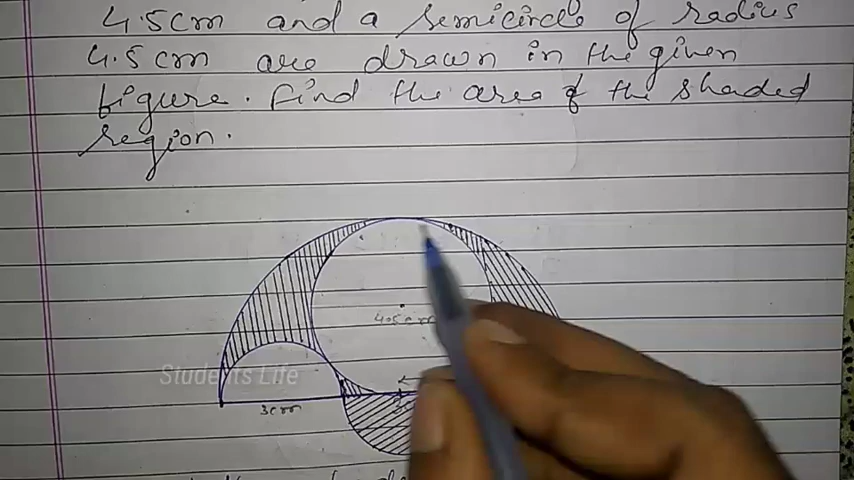 4.5cm and a semicircle of radius
4.5cm are drawn in the given
figure. Find the area of the shaded
region.
4.5cm
Students Life
3cm